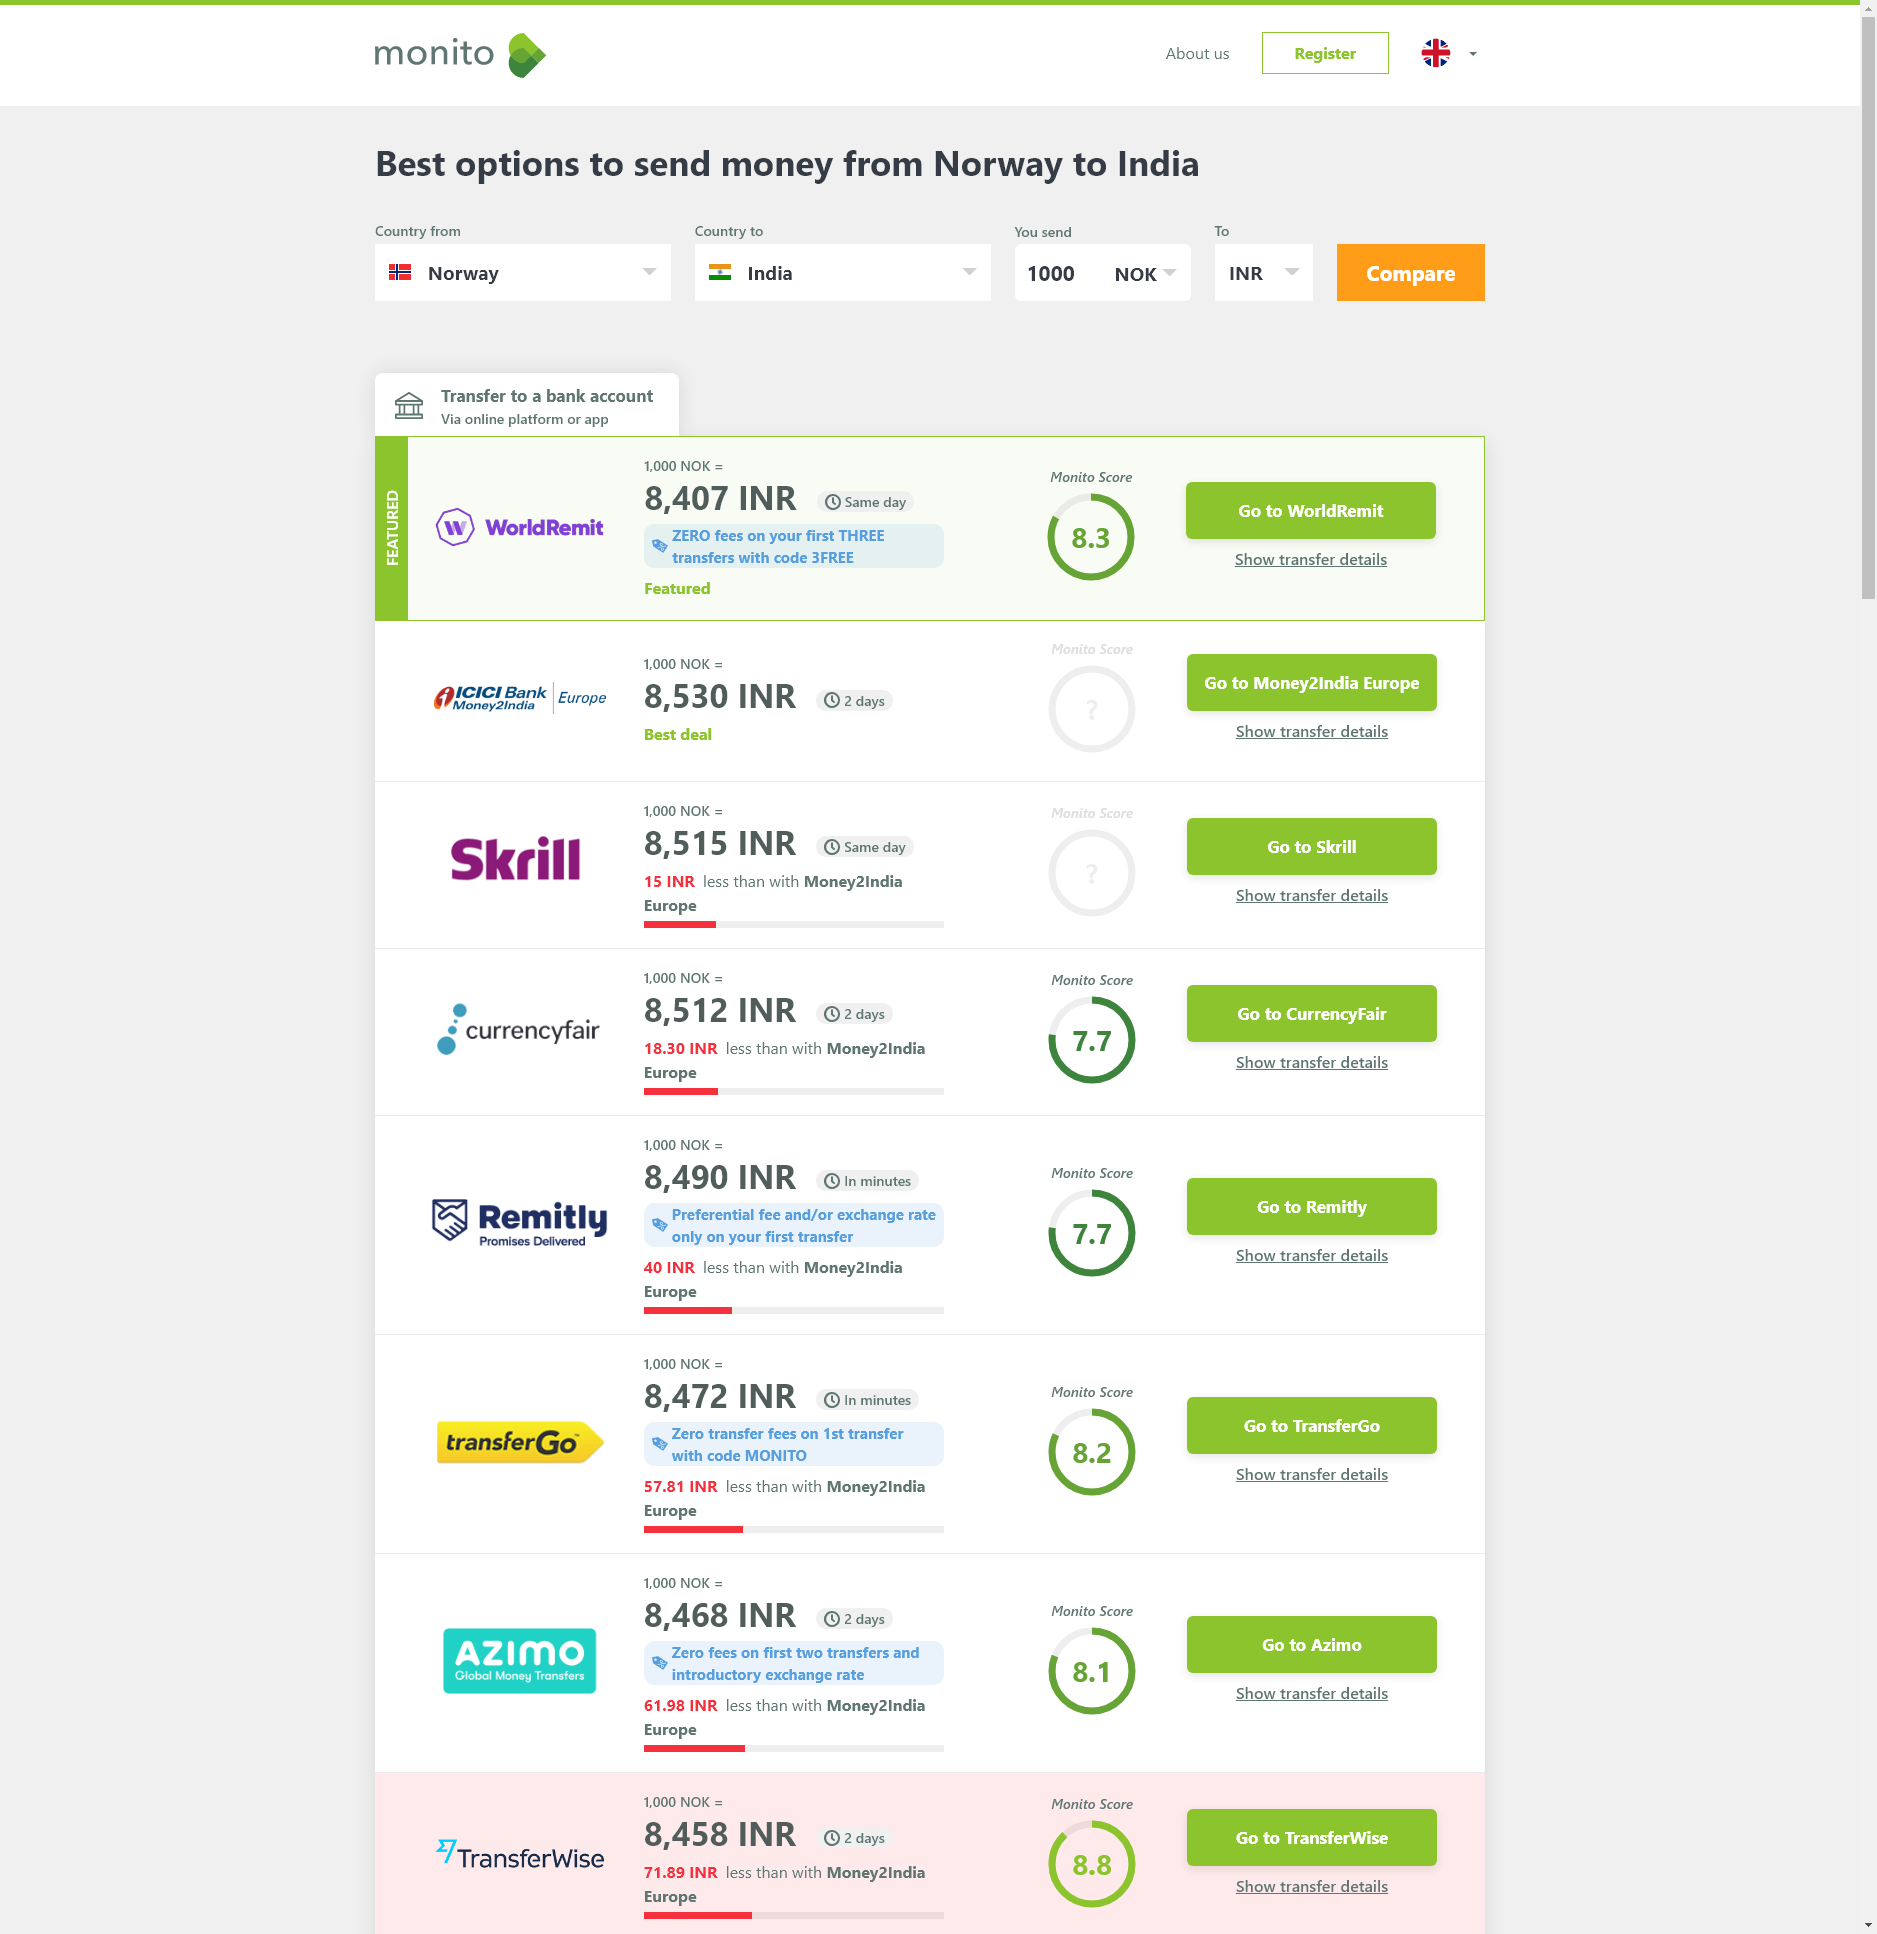 monito
About us
Register
Best options to send money from Norway to India
Country from
Country to
You send
To
Norway
India
1000 NOK
INR
Compare
Transfer to a bank account
Via online platform or app
FEATURED
WorldRemit
1,000 NOK =
8,407 INR
Same day
ZERO fees on your first THREE
transfers with code 3FREE
Featured
Monito Score
8.3
Go to WorldRemit
Show transfer details
ICICI Bank
Money2India
Europe
1,000 NOK =
8,530 INR
2 days
Best deal
Monito Score
?
Go to Money2India Europe
Show transfer details
Skrill
1,000 NOK =
8,515 INR
Same day
15 INR less than with Money2India
Europe
Monito Score
?
Go to Skrill
Show transfer details
currencyfair
1,000 NOK =
8,512 INR
2 days
18.30 INR less than with Money2India
Europe
Monito Score
7.7
Go to CurrencyFair
Show transfer details
Remitly
Promises Delivered
1,000 NOK =
8,490 INR
In minutes
Preferential fee and/or exchange rate
only on your first transfer
40 INR less than with Money2India
Europe
Monito Score
7.7
Go to Remitly
Show transfer details
transferGo
1,000 NOK =
8,472 INR
In minutes
Zero transfer fees on 1st transfer
with code MONITO
57.81 INR less than with Money2India
Europe
Monito Score
8.2
Go to TransferGo
Show transfer details
AZIMO
Global Money Transfers
1,000 NOK =
8,468 INR
2 days
Zero fees on first two transfers and
introductory exchange rate
61.98 INR less than with Money2India
Europe
Monito Score
8.1
Go to Azimo
Show transfer details
TransferWise
1,000 NOK =
8,458 INR
2 days
71.89 INR less than with Money2India
Europe
Monito Score
8.8
Go to TransferWise
Show transfer details